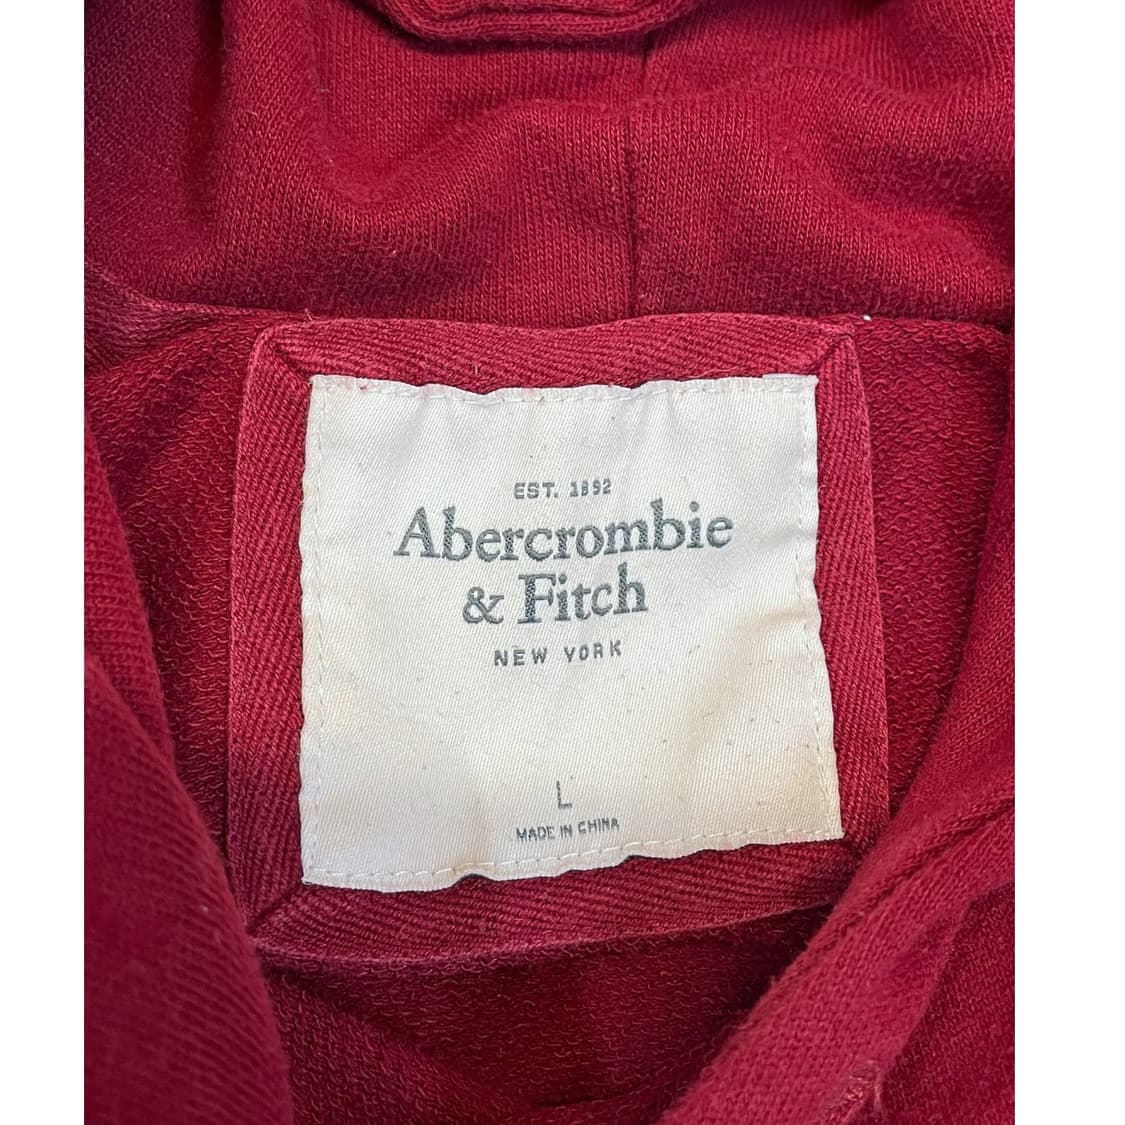 EST. 1892
Abercrombie
& Fitch
NEW YORK
L
MADE IN CHINA